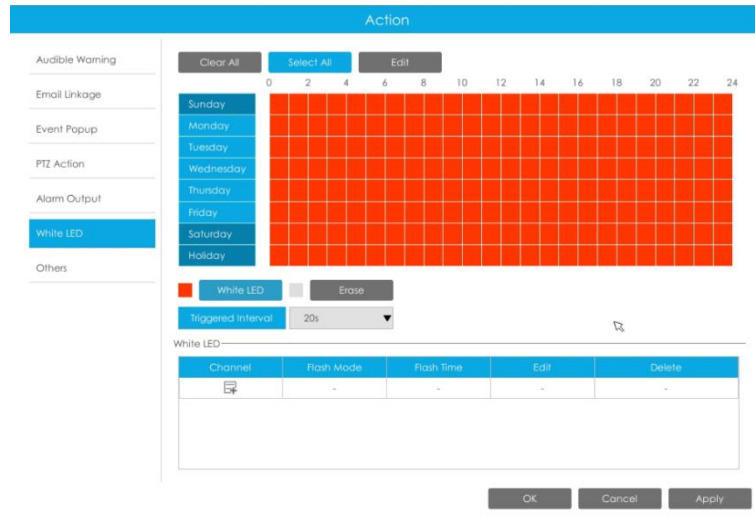 Action
Audible Warning
Email Linkage
Event Popup
PTZ Action
Alarm Output
White LED
Others
Clear All Select All Edit
0 2 4 6 8 10 12 14 16 18 20 22 24
Sunday
Monday
Tuesday
Wednesday
Thursday
Friday
Saturday
Holiday
White LED Erase
Triggered Interval 20s
White LED
Channel Flash Mode Flash Time Edit Delete
- - - -
OK Cancel Apply